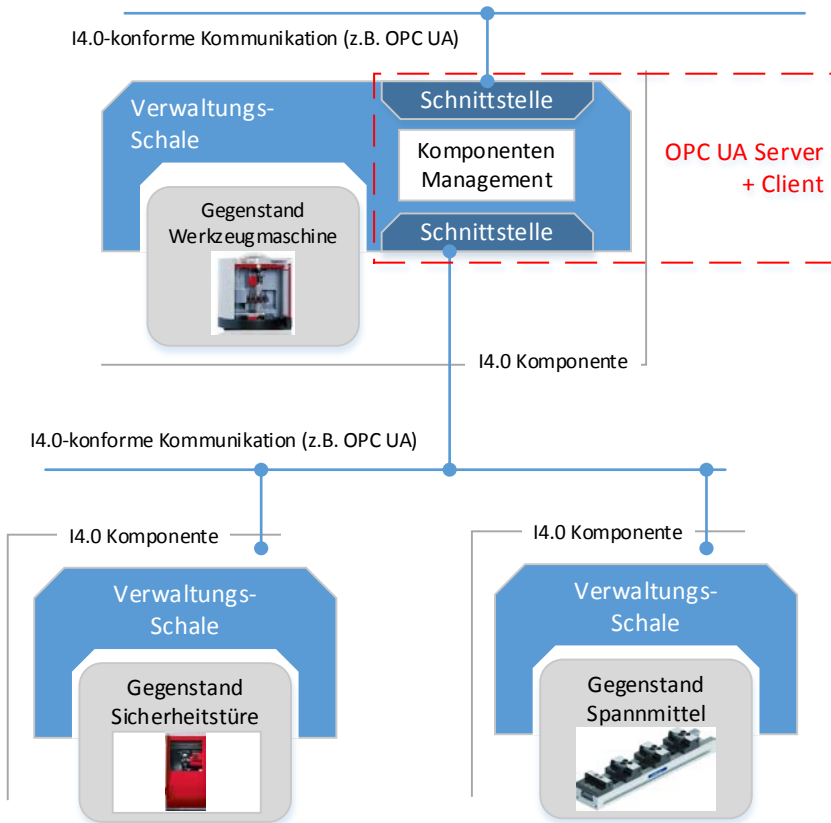 I4.0-konforme Kommunikation (z.B. OPC UA)
Verwaltungs-
Schale
Schnittstelle
Komponenten
Management
Schnittstelle
OPC UA Server
+ Client
Gegenstand
Werkzeugmaschine
I4.0 Komponente
I4.0-konforme Kommunikation (z.B. OPC UA)
I4.0 Komponente
Verwaltungs-
Schale
Gegenstand
Sicherheitstüre
I4.0 Komponente
Verwaltungs-
Schale
Gegenstand
Spannmittel